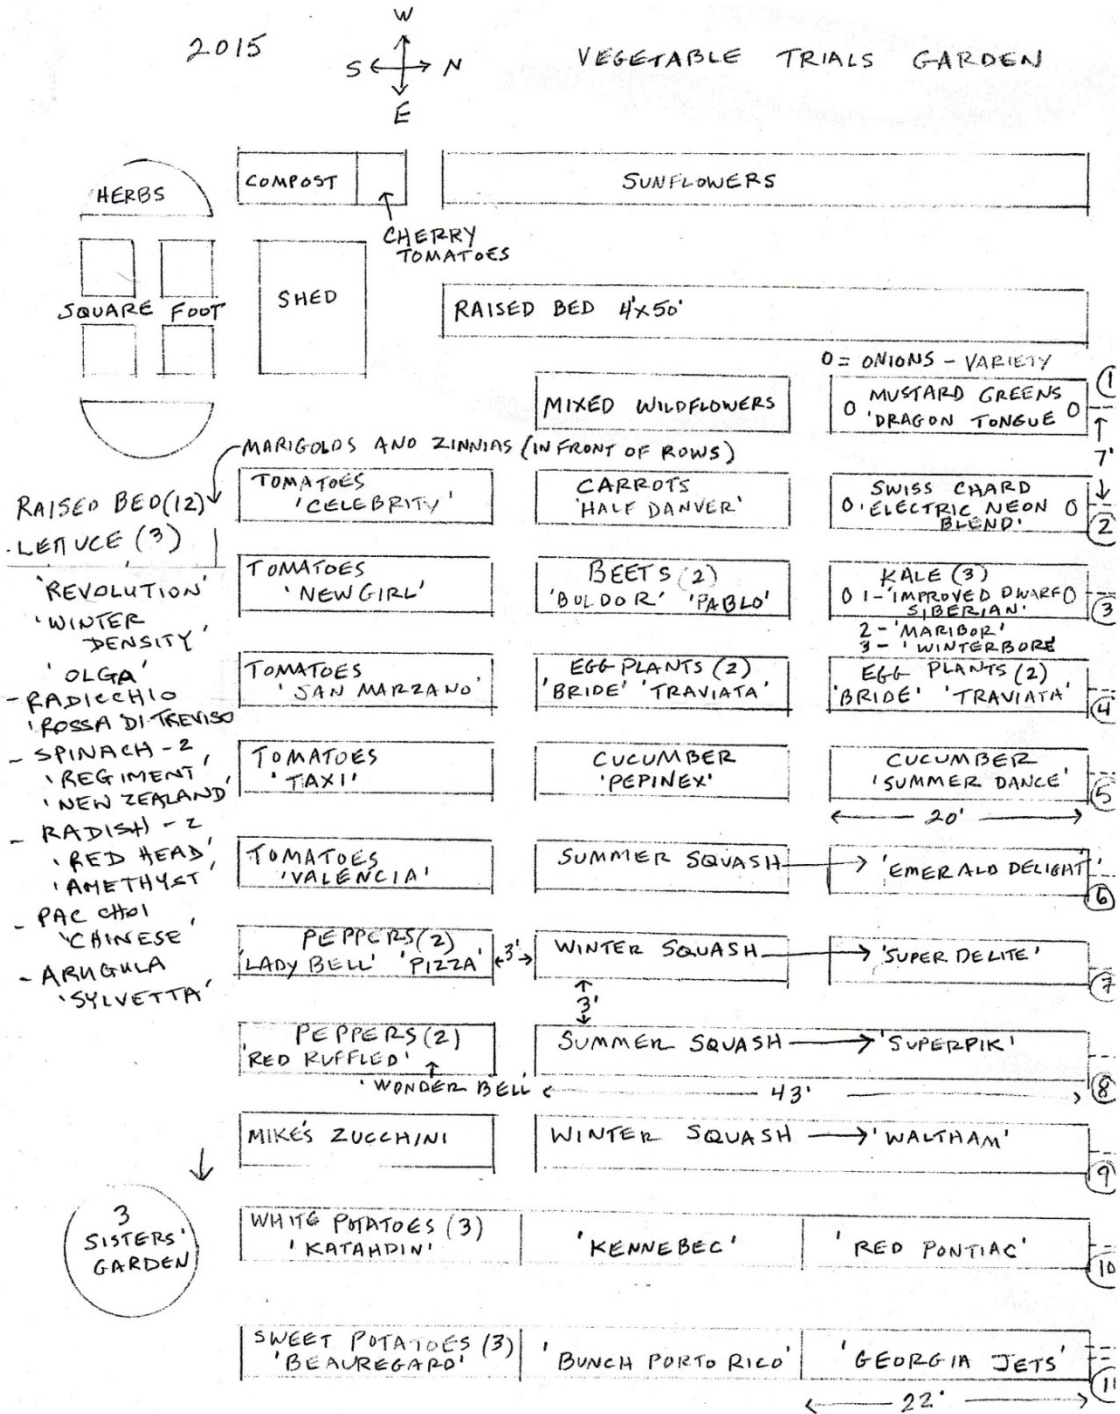 2015
W
S N
E
VEGETABLE TRIALS GARDEN
HERBS
COMPOST
SUNFLOWERS
CHERRY
TOMATOES
SQUARE FOOT
SHED
RAISED BED 4'x50'
0 = ONIONS - VARIETY
MIXED WILDFLOWERS
MUSTARD GREENS
0 'DRAGON TONGUE 0
1
7'
MARIGOLDS AND ZINNIAS (IN FRONT OF ROWS)
TOMATOES
'CELEBRITY'
CARROTS
'HALF DANVER'
SWISS CHARD
0 'ELECTRIC NEON 0
BLEND'
2
TOMATOES
'NEW GIRL'
BEETS (2)
'BOLDOR' 'PABLO'
KALE (3)
0 1-'IMPROVED DWARF 0
SIBERIAN'
2-'MARIBOR'
3-'WINTERBORE
3
TOMATOES
'SAN MARZANO'
EGG PLANTS (2)
'BRIDE' 'TRAVIATA'
EGG PLANTS (2)
'BRIDE' 'TRAVIATA'
4
TOMATOES
'TAXI'
CUCUMBER
'PEPINEX'
CUCUMBER
'SUMMER DANCE'
5
20'
TOMATOES
'VALENCIA'
SUMMER SQUASH
'EMERALD DELIGHT'
6
PEPPERS (2)
'LADY BELL' 'PIZZA'
3'
WINTER SQUASH
'SUPER DELITE'
7
3'
PEPPERS (2)
'RED RUFFLED'
'WONDER BELL
SUMMER SQUASH
'SUPERPIK'
8
43'
MIKE'S ZUCCHINI
WINTER SQUASH
'WALTHAM'
9
WHITE POTATOES (3)
'KATAHDIN'
'KENNEBEC'
'RED PONTIAC'
10
SWEET POTATOES (3)
'BEAUREGARD'
'BUNCH PORTO RICO'
'GEORGIA JETS'
11
22'
RAISED BED (12)
-LETTUCE (3)
'REVOLUTION'
'WINTER
DENSITY'
'OLGA'
-RADICCHIO
'ROSSA DI TREVISO
- SPINACH - 2
'REGIMENT'
'NEW ZEALAND'
- RADISH - 2
'RED HEAD'
'AMETHYST'
- PAC CHOI
'CHINESE'
- ARUGULA
'SYLVETTA'
3
SISTERS'
GARDEN